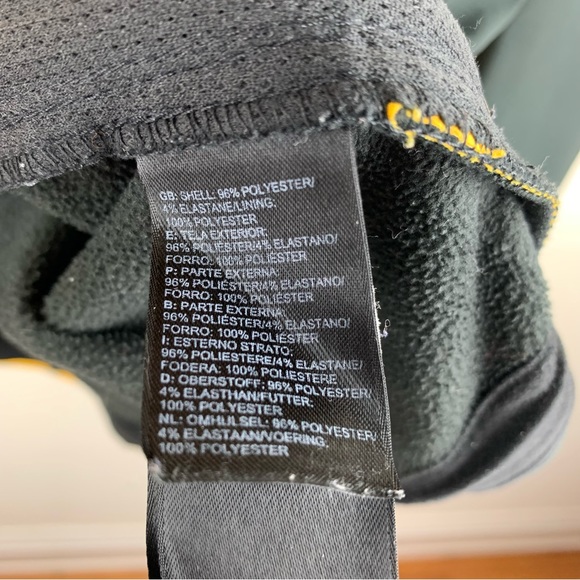 GB: SHELL: 96% POLYESTER/
4% ELASTANE/LINING:
100% POLYESTER
E: TELA EXTERIOR:
96% POLIÉSTER/4% ELASTANO/
FORRO: 100% POLIÉSTER
P: PARTE EXTERNA:
96% POLIÉSTER/4% ELASTANO/
FORRO: 100% POLIÉSTER
B: PARTE EXTERNA:
96% POLIÉSTER/4% ELASTANO/
FORRO: 100% POLIÉSTER
I: ESTERNO STRATO:
96% POLIESTERE/4% ELASTANE/
FODERA: 100% POLIESTERE
D: OBERSTOFF: 96% POLYESTER/
4% ELASTHAN/FUTTER:
100% POLYESTER
NL: OMHULSEL: 96% POLYESTER/
4% ELASTAAN/VOERING:
100% POLYESTER